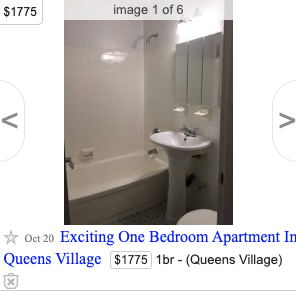 $1775
image 1 of 6
< >
Oct 20 Exciting One Bedroom Apartment In
Queens Village $1775 1br - (Queens Village)